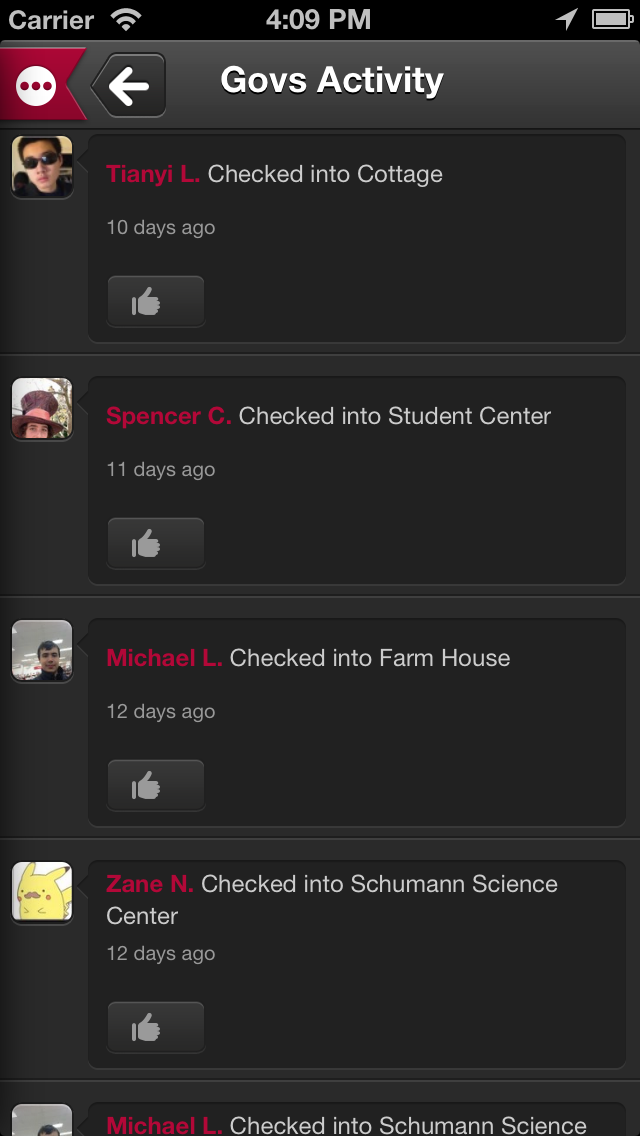 Carrier 4:09 PM
Govs Activity
Tianyi L. Checked into Cottage
10 days ago
Spencer C. Checked into Student Center
11 days ago
Michael L. Checked into Farm House
12 days ago
Zane N. Checked into Schumann Science
Center
12 days ago
Michael L. Checked into Schumann Science